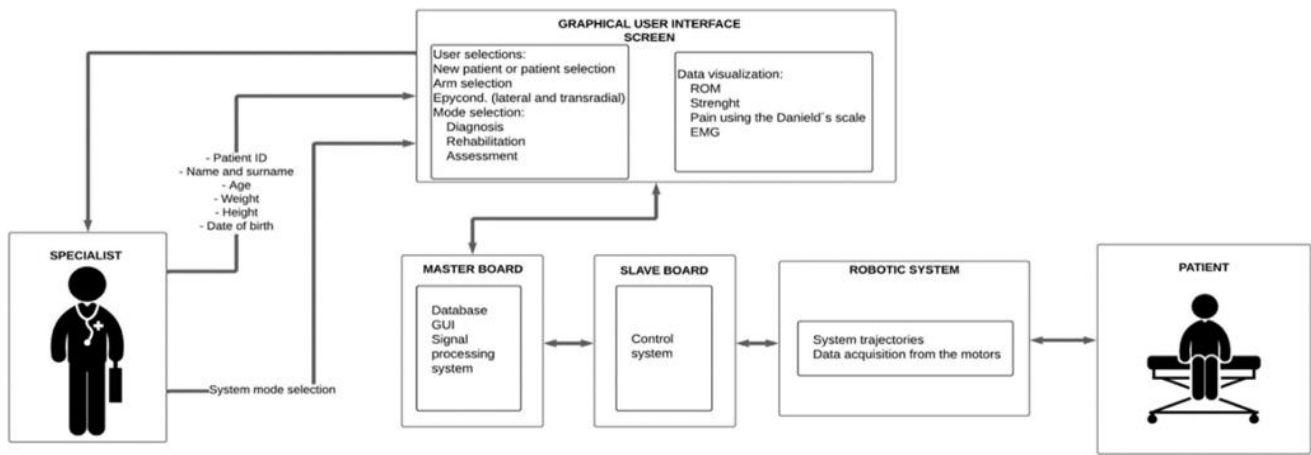 GRAPHICAL USER INTERFACE
SCREEN
User selections:
New patient or patient selection
Arm selection
Epycond. (lateral and transradial)
Mode selection:
Diagnosis
Rehabilitation
Assessment
Data visualization:
ROM
Strenght
Pain using the Danield´s scale
EMG
- Patient ID
- Name and surname
- Age
- Weight
- Height
- Date of birth
SPECIALIST
System mode selection
MASTER BOARD
Database
GUI
Signal
processing
system
SLAVE BOARD
Control
system
ROBOTIC SYSTEM
System trajectories
Data acquisition from the motors
PATIENT